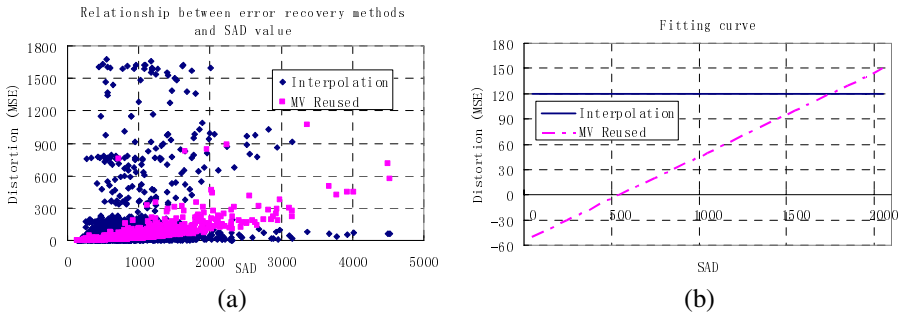 Relationship between error recovery methods
and SAD value
1800
1500
1200
900
600
300
0
Distortion (MSE)
Interpolation
MV Reused
0 1000 2000 3000 4000 5000
SAD
(a)
Fitting curve
180
150
120
90
60
30
0
-30
-60
Distortion (MSE)
Interpolation
MV Reused
0 500 1000 1500 2000
SAD
(b)